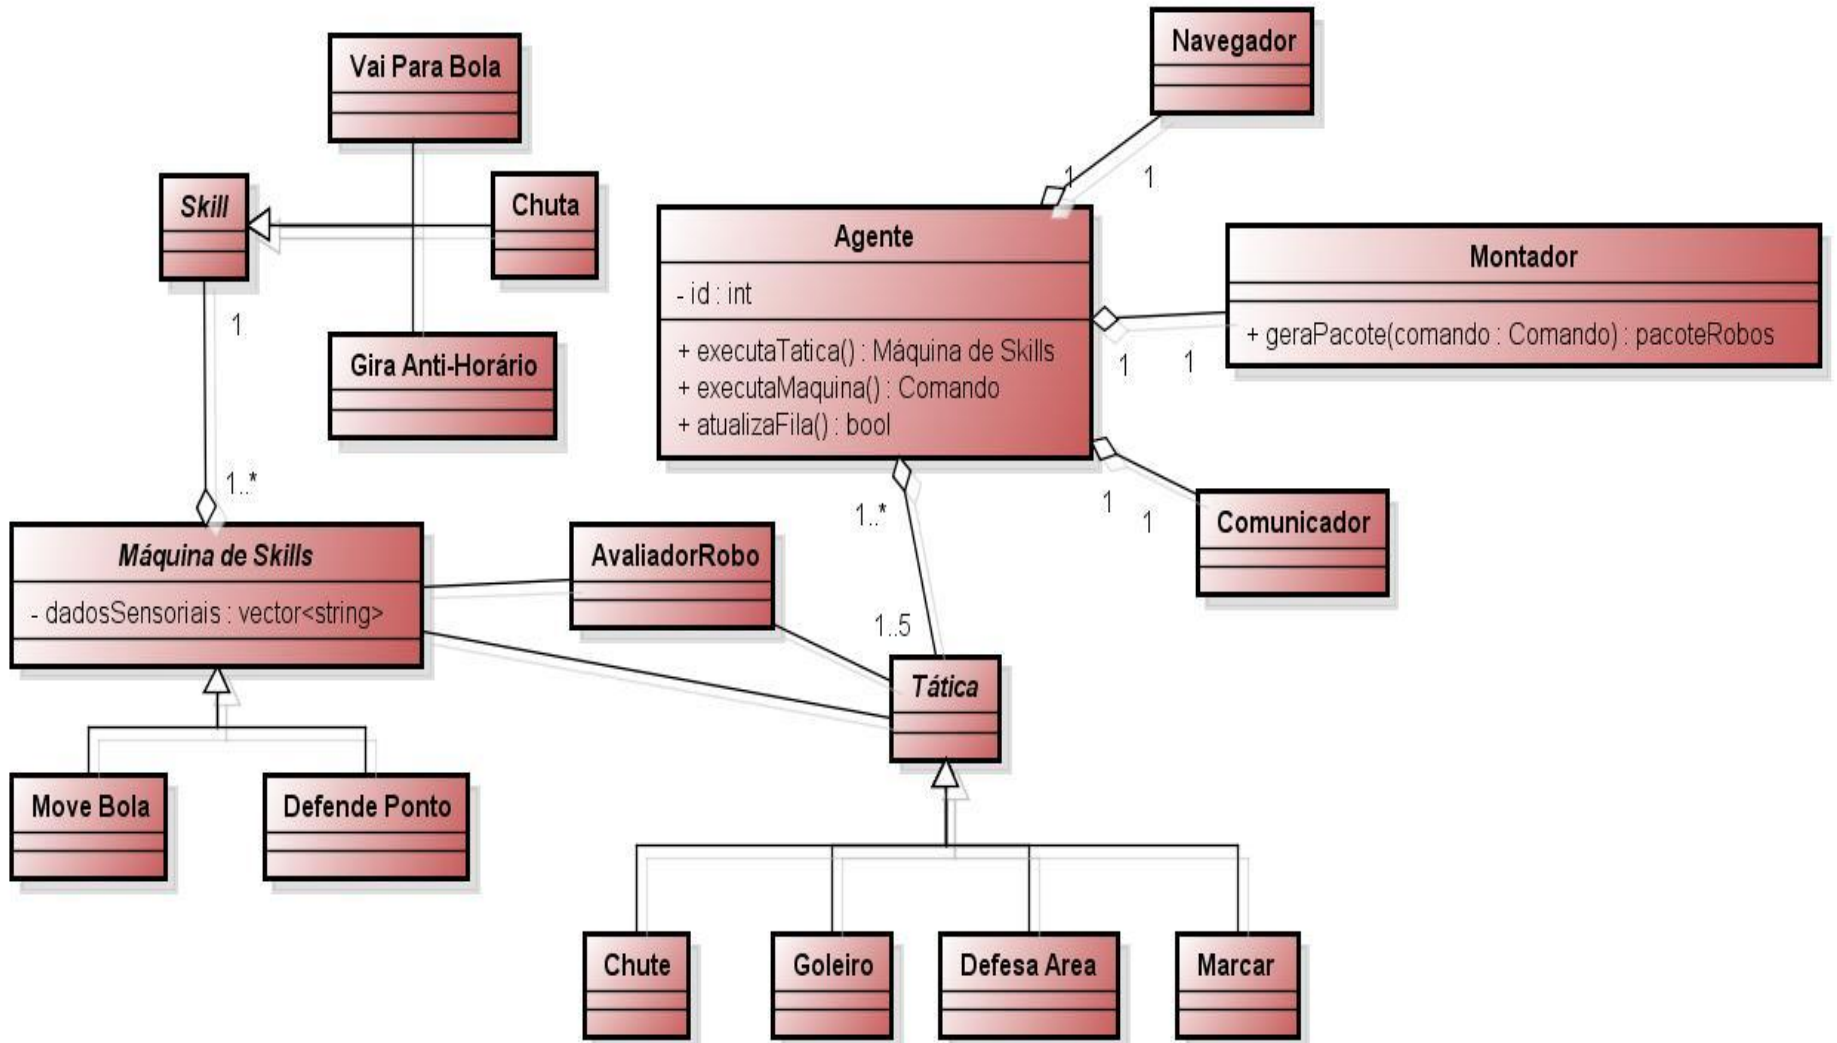 Navegador
Vai Para Bola
1
1
Skill
Chuta
Agente
- id : int
+ executaTatica() : Máquina de Skills
+ executaMaquina() : Comando
+ atualizaFila() : bool
Montador
+ geraPacote(comando : Comando) : pacoteRobos
1
1
1
Gira Anti-Horário
1..*
1..*
1
1
Comunicador
Máquina de Skills
- dadosSensoriais : vector<string>
AvaliadorRobo
1..5
Tática
Move Bola
Defende Ponto
Chute
Goleiro
Defesa Area
Marcar